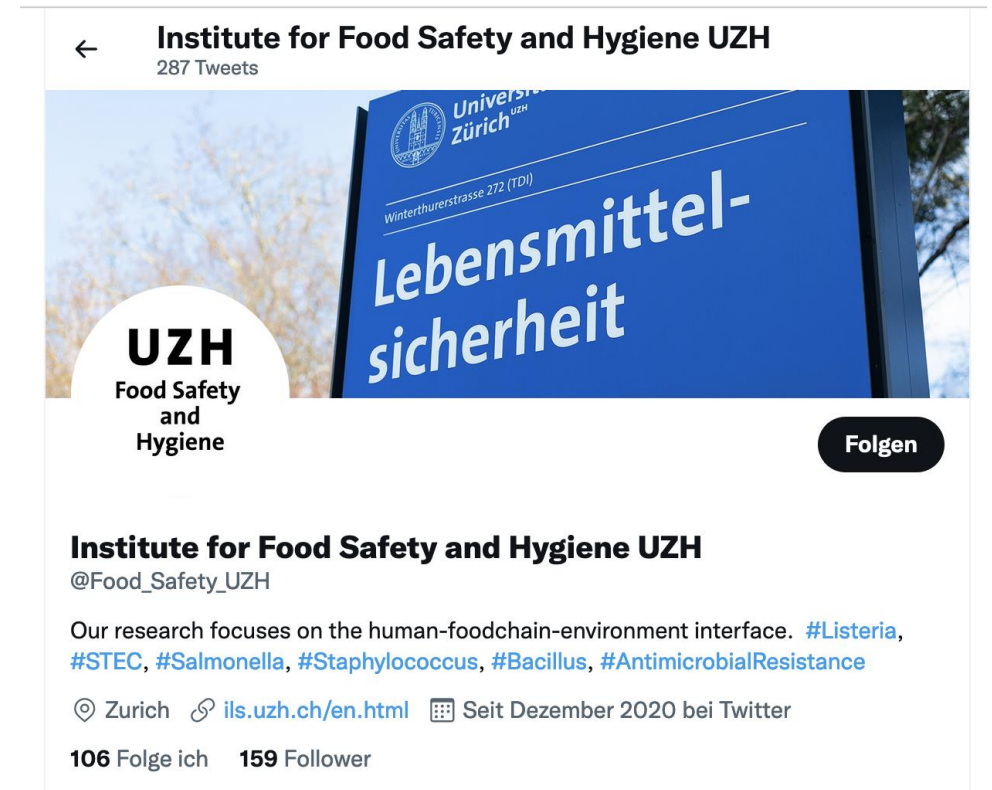 Institute for Food Safety and Hygiene UZH
287 Tweets
Zürich UZH
Winterthurerstrasse 272 (TDI)
Lebensmittel-
sicherheit
UZH
Food Safety
and
Hygiene
Folgen
Institute for Food Safety and Hygiene UZH
@Food_Safety_UZH
Our research focuses on the human-foodchain-environment interface. #Listeria,
#STEC, #Salmonella, #Staphylococcus, #Bacillus, #AntimicrobialResistance
Zurich ils.uzh.ch/en.html Seit Dezember 2020 bei Twitter
106 Folge ich 159 Follower